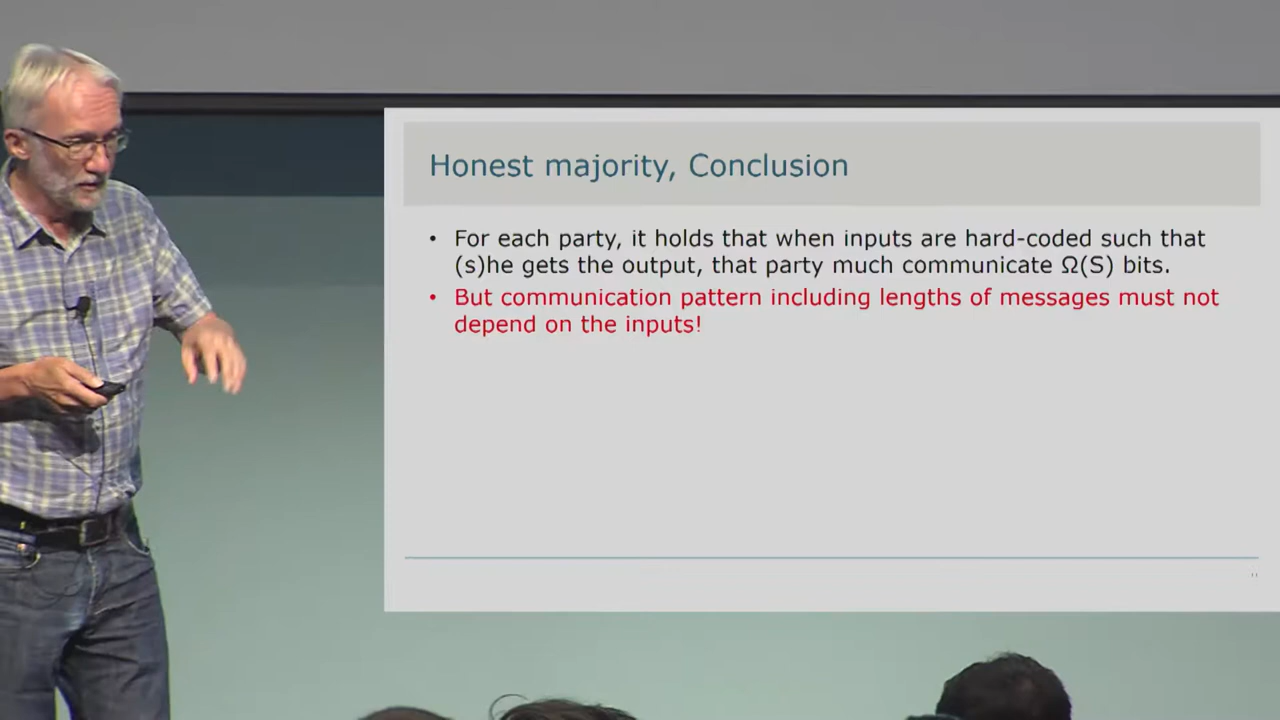 Honest majority, Conclusion
• For each party, it holds that when inputs are hard-coded such that
(s)he gets the output, that party much communicate Ω(S) bits.
• But communication pattern including lengths of messages must not
depend on the inputs!